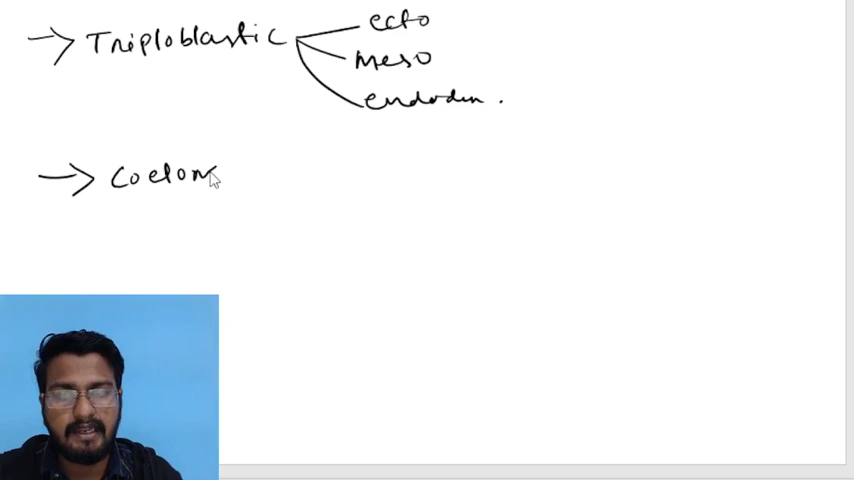 → Triploblastic ecto
meso
endoderm.
→ Coelom